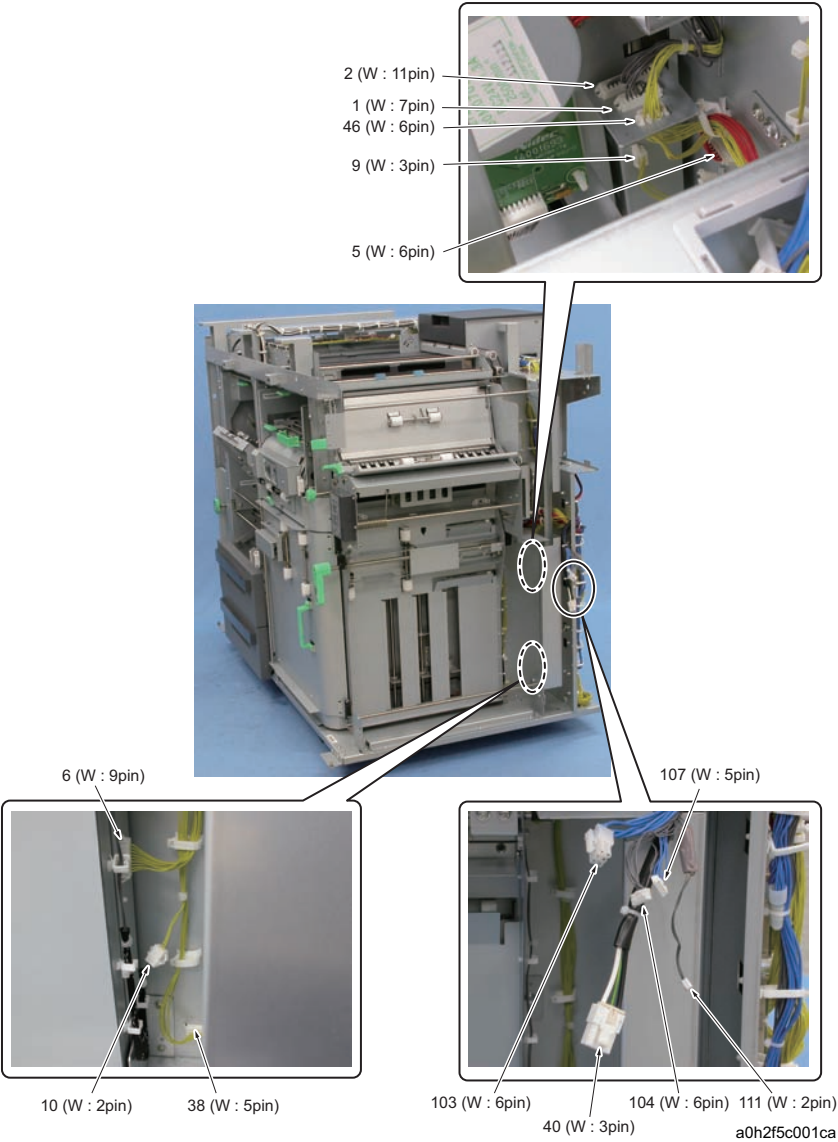 2 (W : 11pin)
1 (W : 7pin)
46 (W : 6pin)
9 (W : 3pin)
5 (W : 6pin)
6 (W : 9pin)
107 (W : 5pin)
10 (W : 2pin)
38 (W : 5pin)
103 (W : 6pin)
104 (W : 6pin)
111 (W : 2pin)
40 (W : 3pin)
a0h2f5c001ca